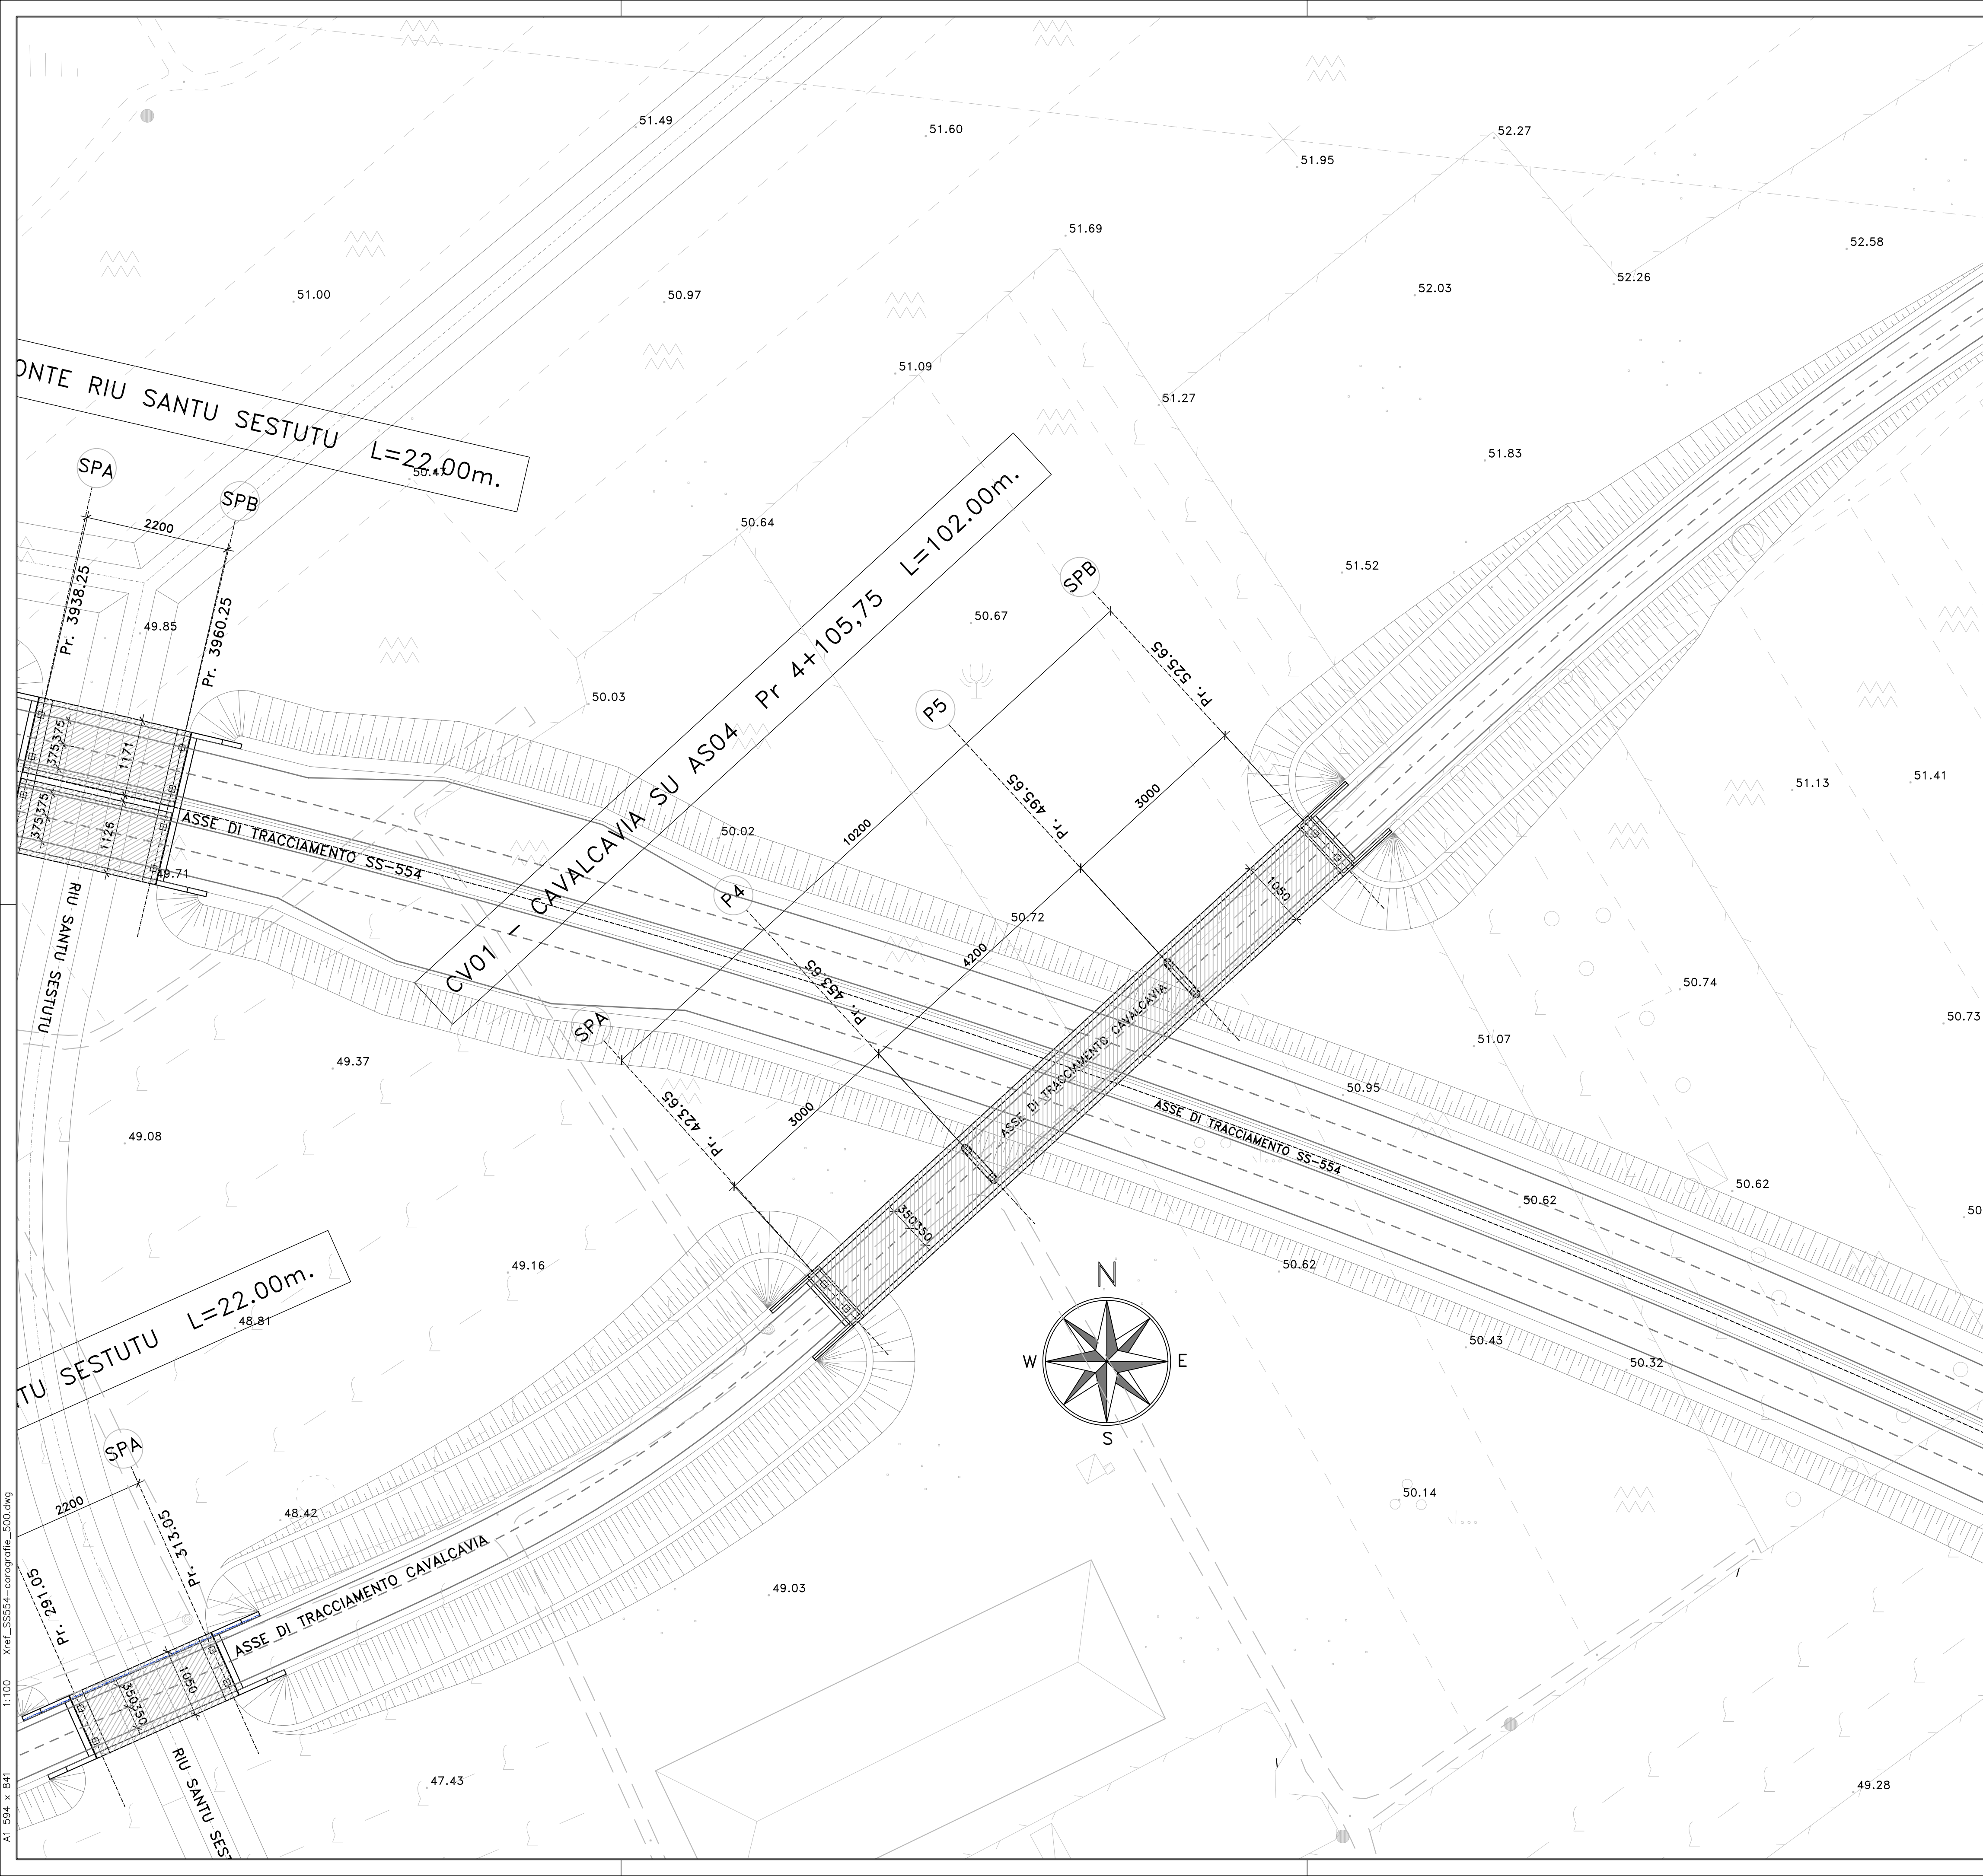 51.49
51.60
52.27
51.95
51.69
52.58
52.26
52.03
51.00
50.97
51.09
51.27
ONTE RIU SANTU SESTUTU L=22.00m.
50.47
51.83
SPA
SPB
2200
Pr. 3938.25
Pr. 3960.25
49.85
50.64
CV01 - CAVALCAVIA SU AS04 Pr 4+105,75 L=102.00m.
51.52
50.67
SPB
Pr. 525.65
P5
Pr. 495.65
50.03
10200
3000
51.13
51.41
375
375
1171
375
375
1126
49.71
ASSE DI TRACCIAMENTO SS-554
50.02
P4
Pr. 453.65
50.72
4200
1050
RIU SANTU SESTUTU
50.74
50.73
51.07
49.37
SPA
Pr. 423.65
3000
ASSE DI TRACCIAMENTO CAVALCAVIA
ASSE DI TRACCIAMENTO SS-554
50.95
49.08
50.62
50.62
50
350
350
49.16
50.62
N
W
E
S
50.43
50.32
TU SESTUTU L=22.00m.
48.81
SPA
2200
Pr. 313.05
48.42
50.14
Pr. 291.05
ASSE DI TRACCIAMENTO CAVALCAVIA
49.03
1050
350
350
RIU SANTU SEST
47.43
49.28
A1 594 x 841 1:100 Xref_SS554-corografie_500.dwg